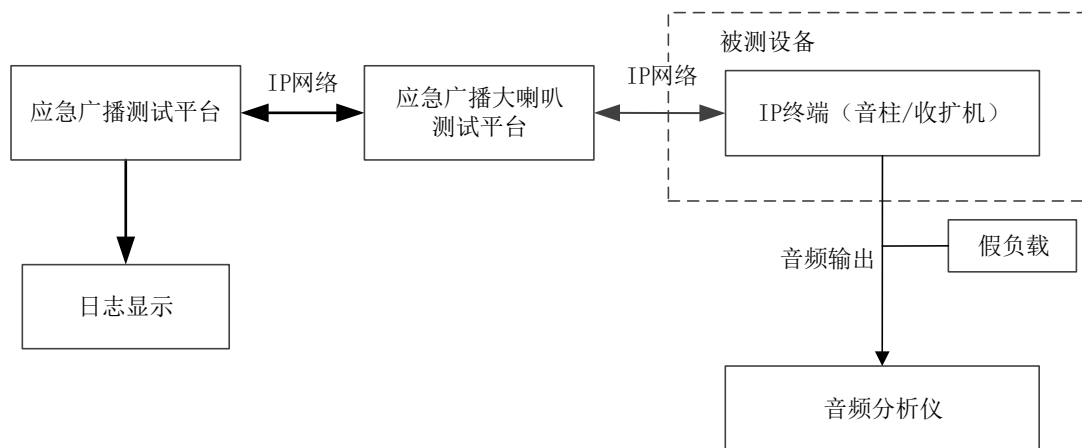 被测设备
IP网络
IP网络
应急广播测试平台
应急广播大喇叭
测试平台
IP终端（音柱/收扩机）
音频输出
假负载
日志显示
音频分析仪